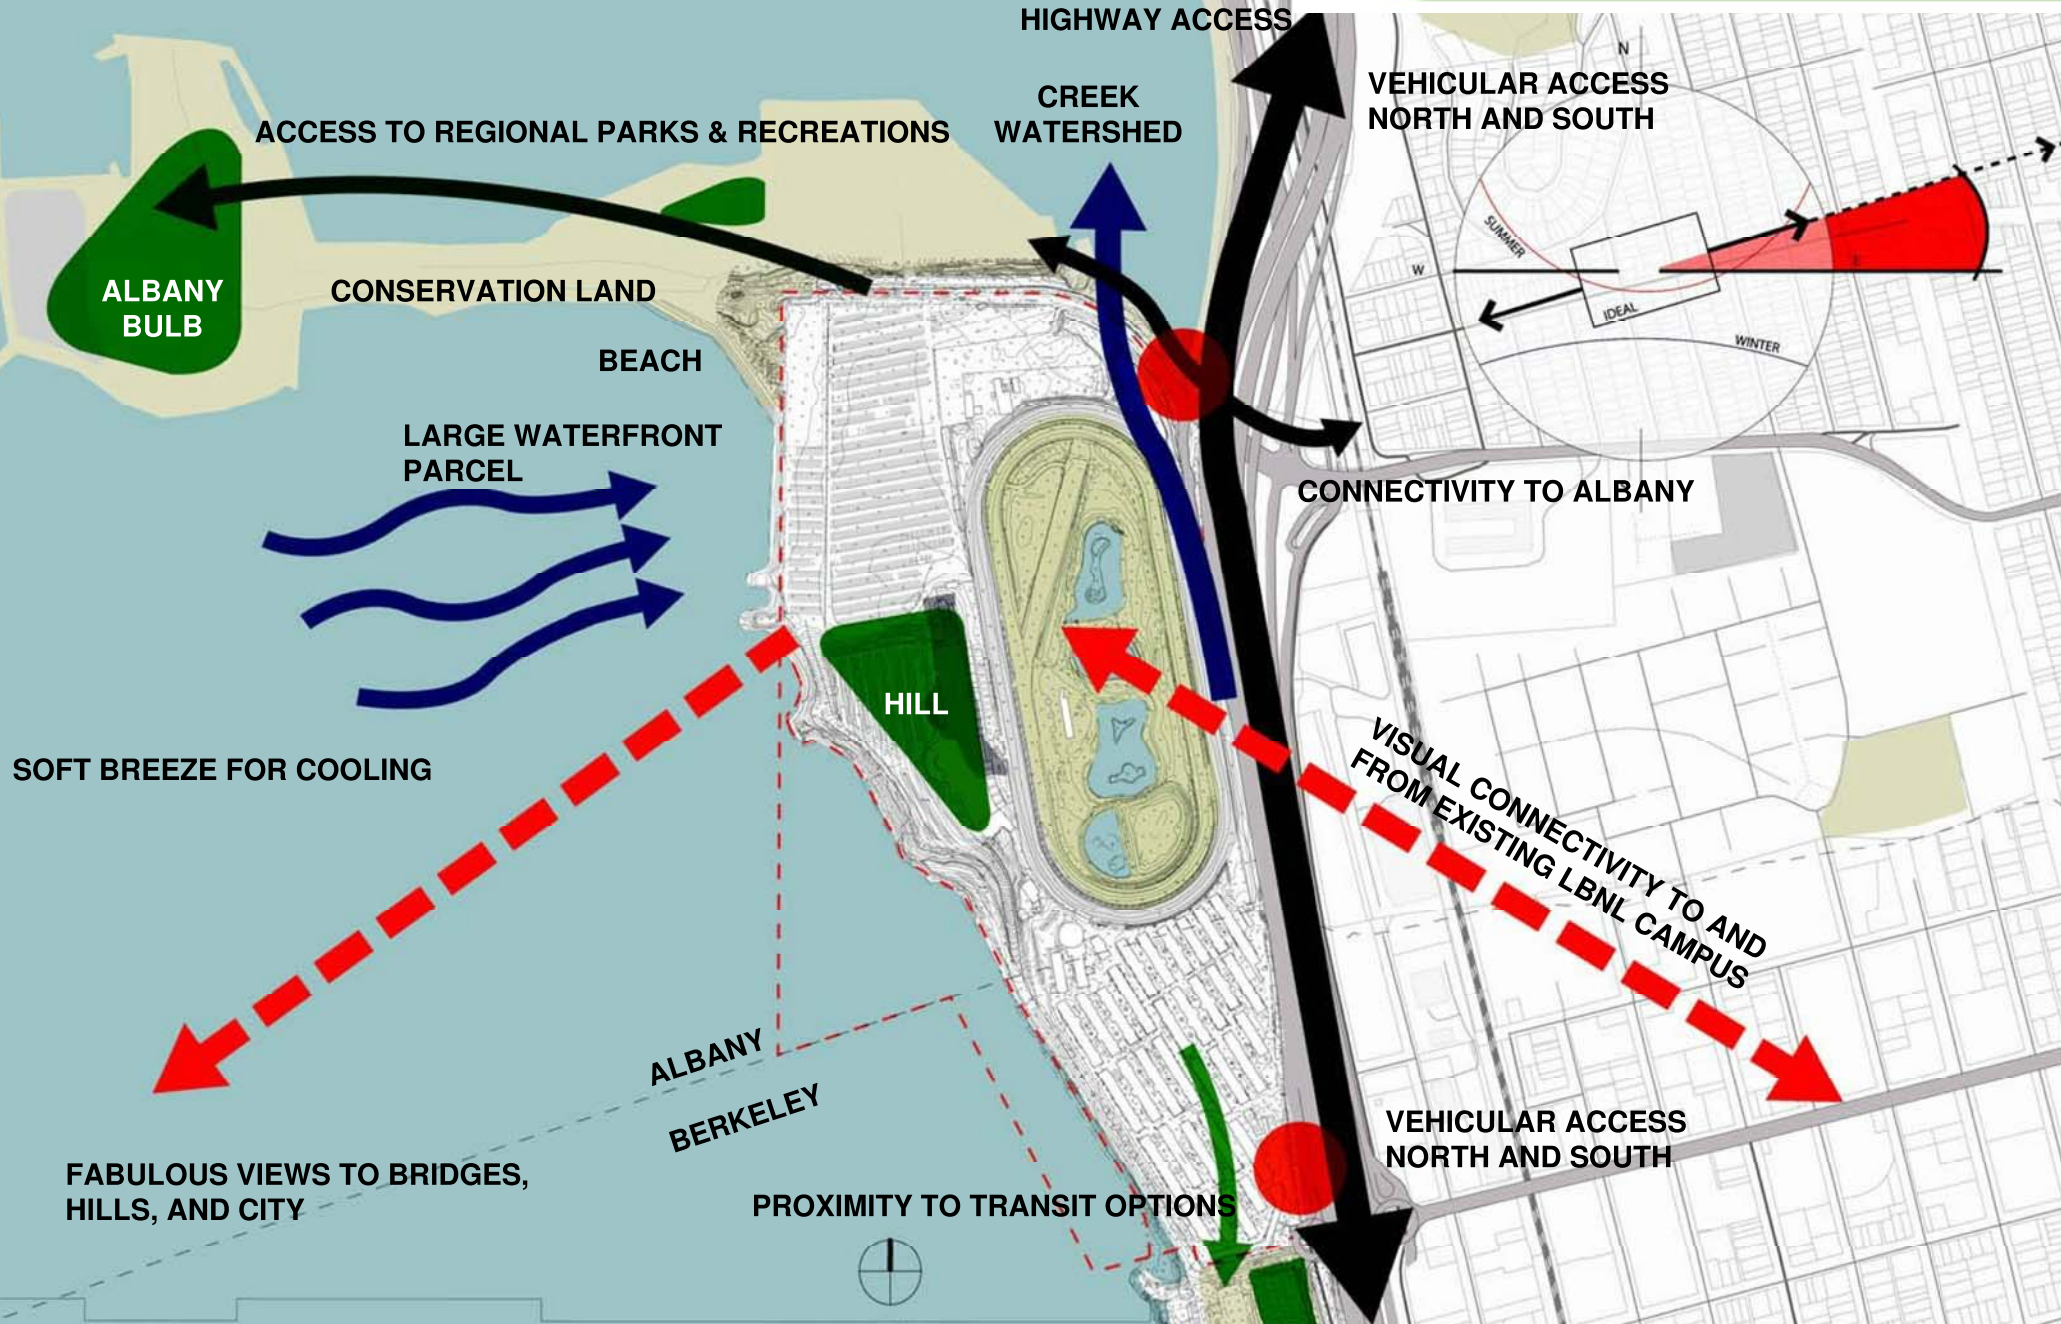 HIGHWAY ACCESS
CREEK
WATERSHED
VEHICULAR ACCESS
NORTH AND SOUTH
N
ACCESS TO REGIONAL PARKS & RECREATIONS
SUMMER
W
E
IDEAL
WINTER
ALBANY
BULB
CONSERVATION LAND
BEACH
LARGE WATERFRONT
PARCEL
CONNECTIVITY TO ALBANY
HILL
SOFT BREEZE FOR COOLING
VISUAL CONNECTIVITY TO AND
FROM EXISTING LBNL CAMPUS
ALBANY
BERKELEY
VEHICULAR ACCESS
NORTH AND SOUTH
FABULOUS VIEWS TO BRIDGES,
HILLS, AND CITY
PROXIMITY TO TRANSIT OPTIONS